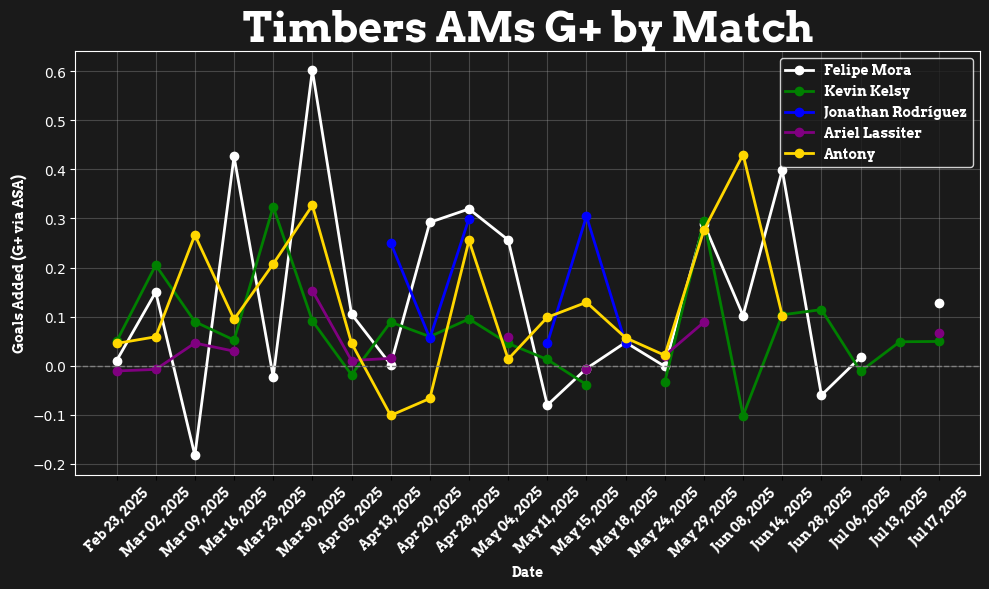 Timbers AMs G+ by Match
Goals Added (G+ via ASA)
0.6
0.5
0.4
0.3
0.2
0.1
0.0
−0.1
−0.2
Felipe Mora
Kevin Kelsy
Jonathan Rodríguez
Ariel Lassiter
Antony
Feb 23, 2025
Mar 02, 2025
Mar 09, 2025
Mar 16, 2025
Mar 23, 2025
Mar 30, 2025
Apr 05, 2025
Apr 13, 2025
Apr 20, 2025
Apr 28, 2025
May 04, 2025
May 11, 2025
May 15, 2025
May 18, 2025
May 24, 2025
May 29, 2025
Jun 08, 2025
Jun 14, 2025
Jun 28, 2025
Jul 06, 2025
Jul 13, 2025
Jul 17, 2025
Date